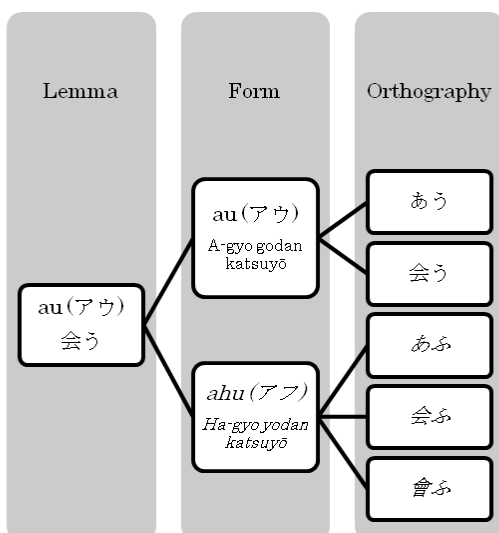 Lemma
Form
Orthography
au (アウ)
会う
au (アウ)
A-gyo godan
katsuyō
ahu (アフ)
Ha-gyo yodan
katsuyō
あう
会う
あふ
会ふ
會ふ